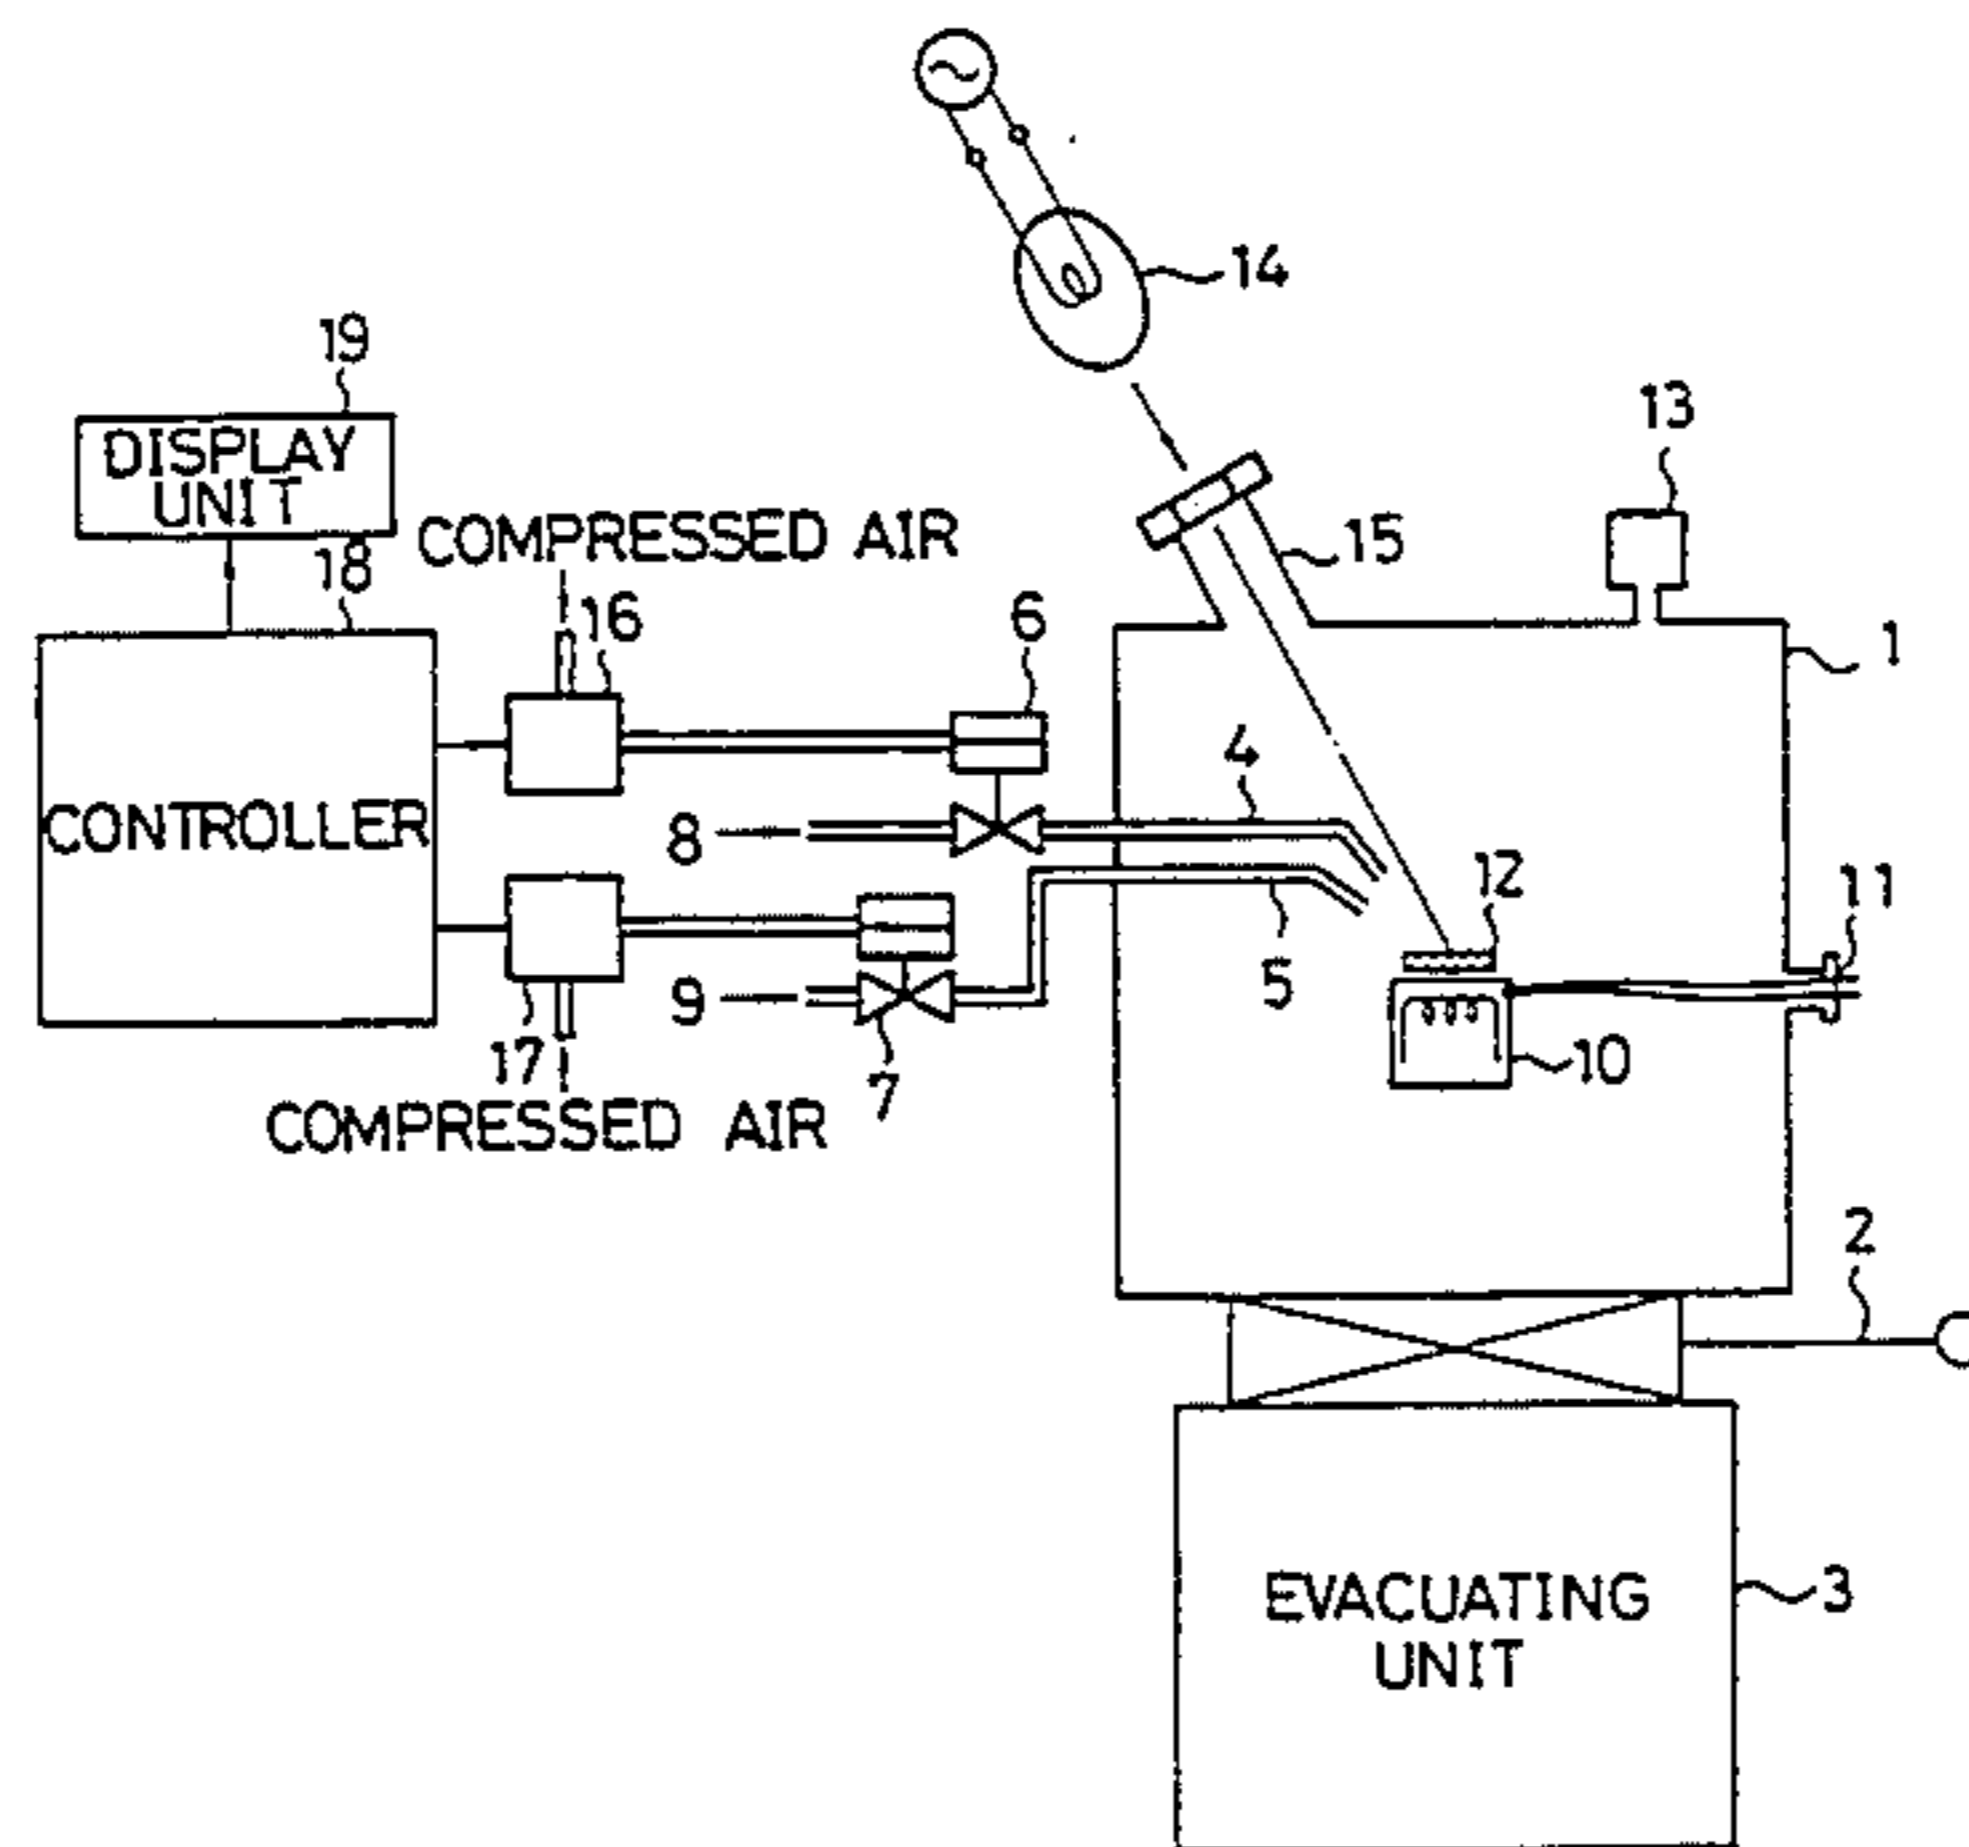 14
19
13
DISPLAY
UNIT
COMPRESSED AIR
15
18
16
6
1
4
CONTROLLER
8
12
11
5
9
10
17
7
COMPRESSED AIR
2
EVACUATING
UNIT
3